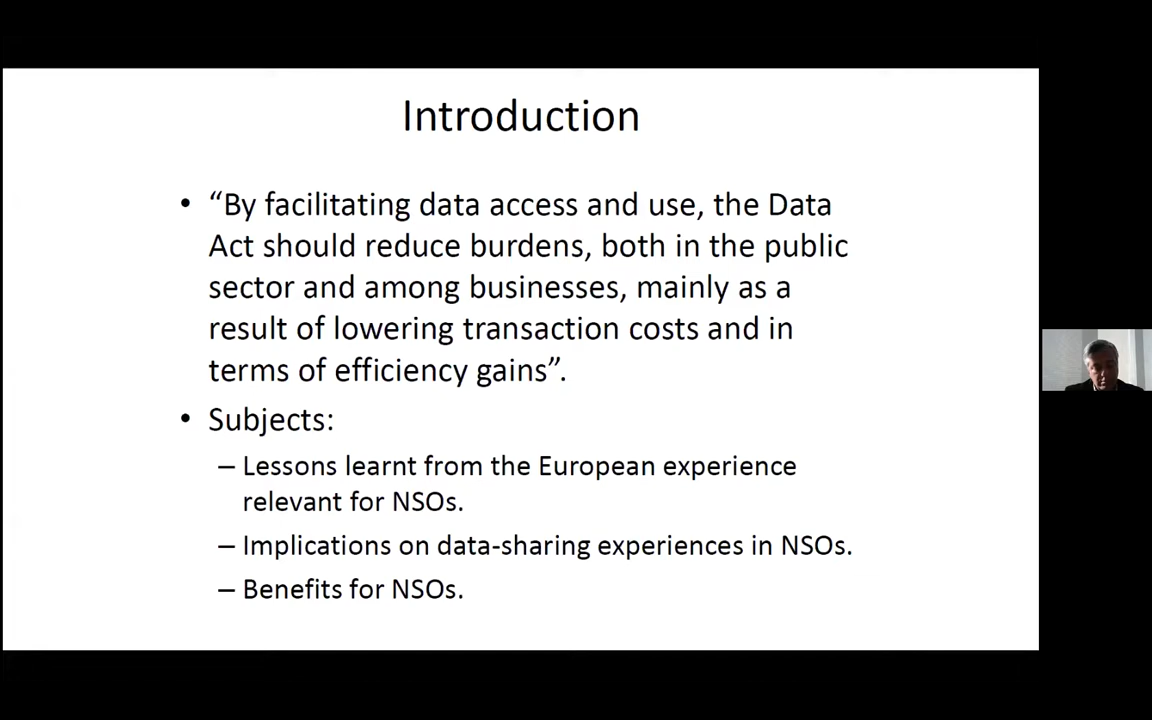 Introduction
• “By facilitating data access and use, the Data
Act should reduce burdens, both in the public
sector and among businesses, mainly as a
result of lowering transaction costs and in
terms of efficiency gains”.
• Subjects:
– Lessons learnt from the European experience
relevant for NSOs.
– Implications on data-sharing experiences in NSOs.
– Benefits for NSOs.